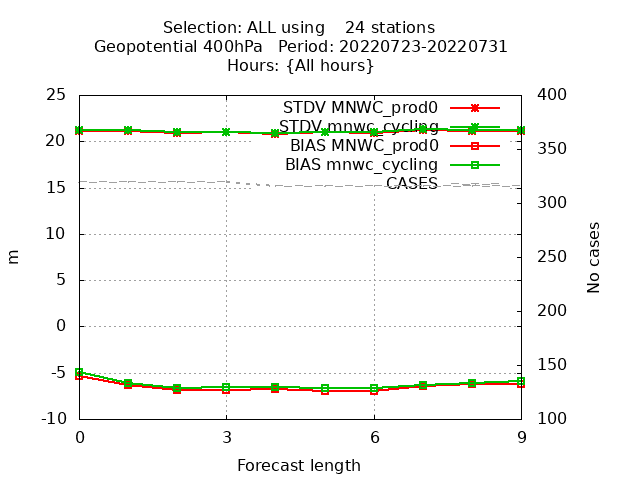 Selection: ALL using    24 stations
Geopotential 400hPa   Period: 20220723-20220731
Hours: {All hours}
25
20
15
10
5
0
-5
-10
m
400
350
300
250
200
150
100
No cases
STDV MNWC_prod0
STDV mnwc_cycling
BIAS MNWC_prod0
BIAS mnwc_cycling
CASES
0
3
6
9
Forecast length